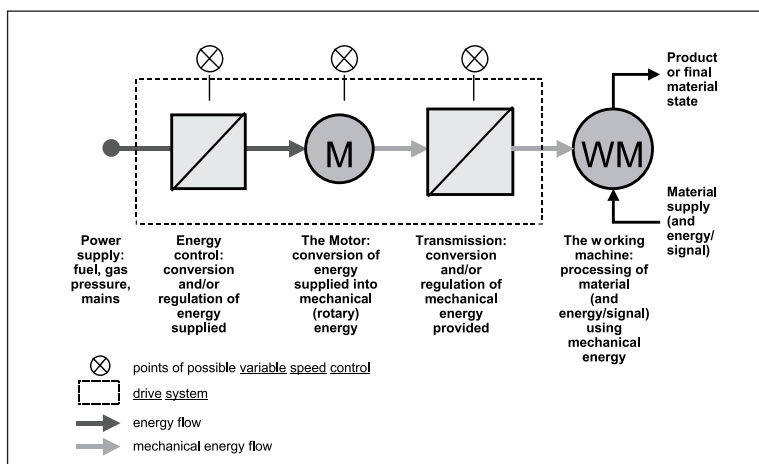 Product
or final
material
state
M
WM
Material
supply
(and
energy/
signal)
Power
supply:
fuel, gas
pressure,
mains
Energy
control:
conversion
and/or
regulation of
energy
supplied
The Motor:
conversion of
energy
supplied into
mechanical
(rotary)
energy
Transmission:
conversion
and/or
regulation of
mechanical
energy
provided
The working
machine:
processing of
material
(and
energy/signal)
using
mechanical
energy
points of possible variable speed control
drive system
energy flow
mechanical energy flow